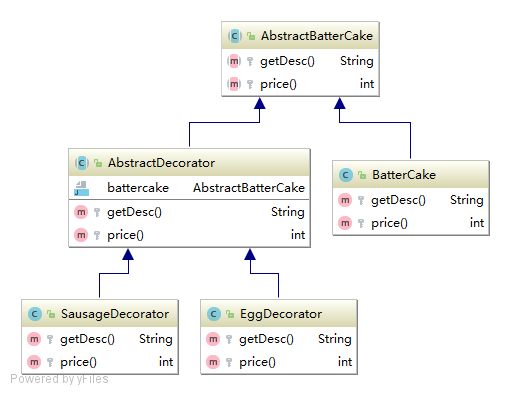 AbstractBatterCake
getDesc() String
price() int
AbstractDecorator
battercake AbstractBatterCake
getDesc() String
price() int
BatterCake
getDesc() String
price() int
SausageDecorator
getDesc() String
price() int
EggDecorator
getDesc() String
price() int
Powered by yFiles